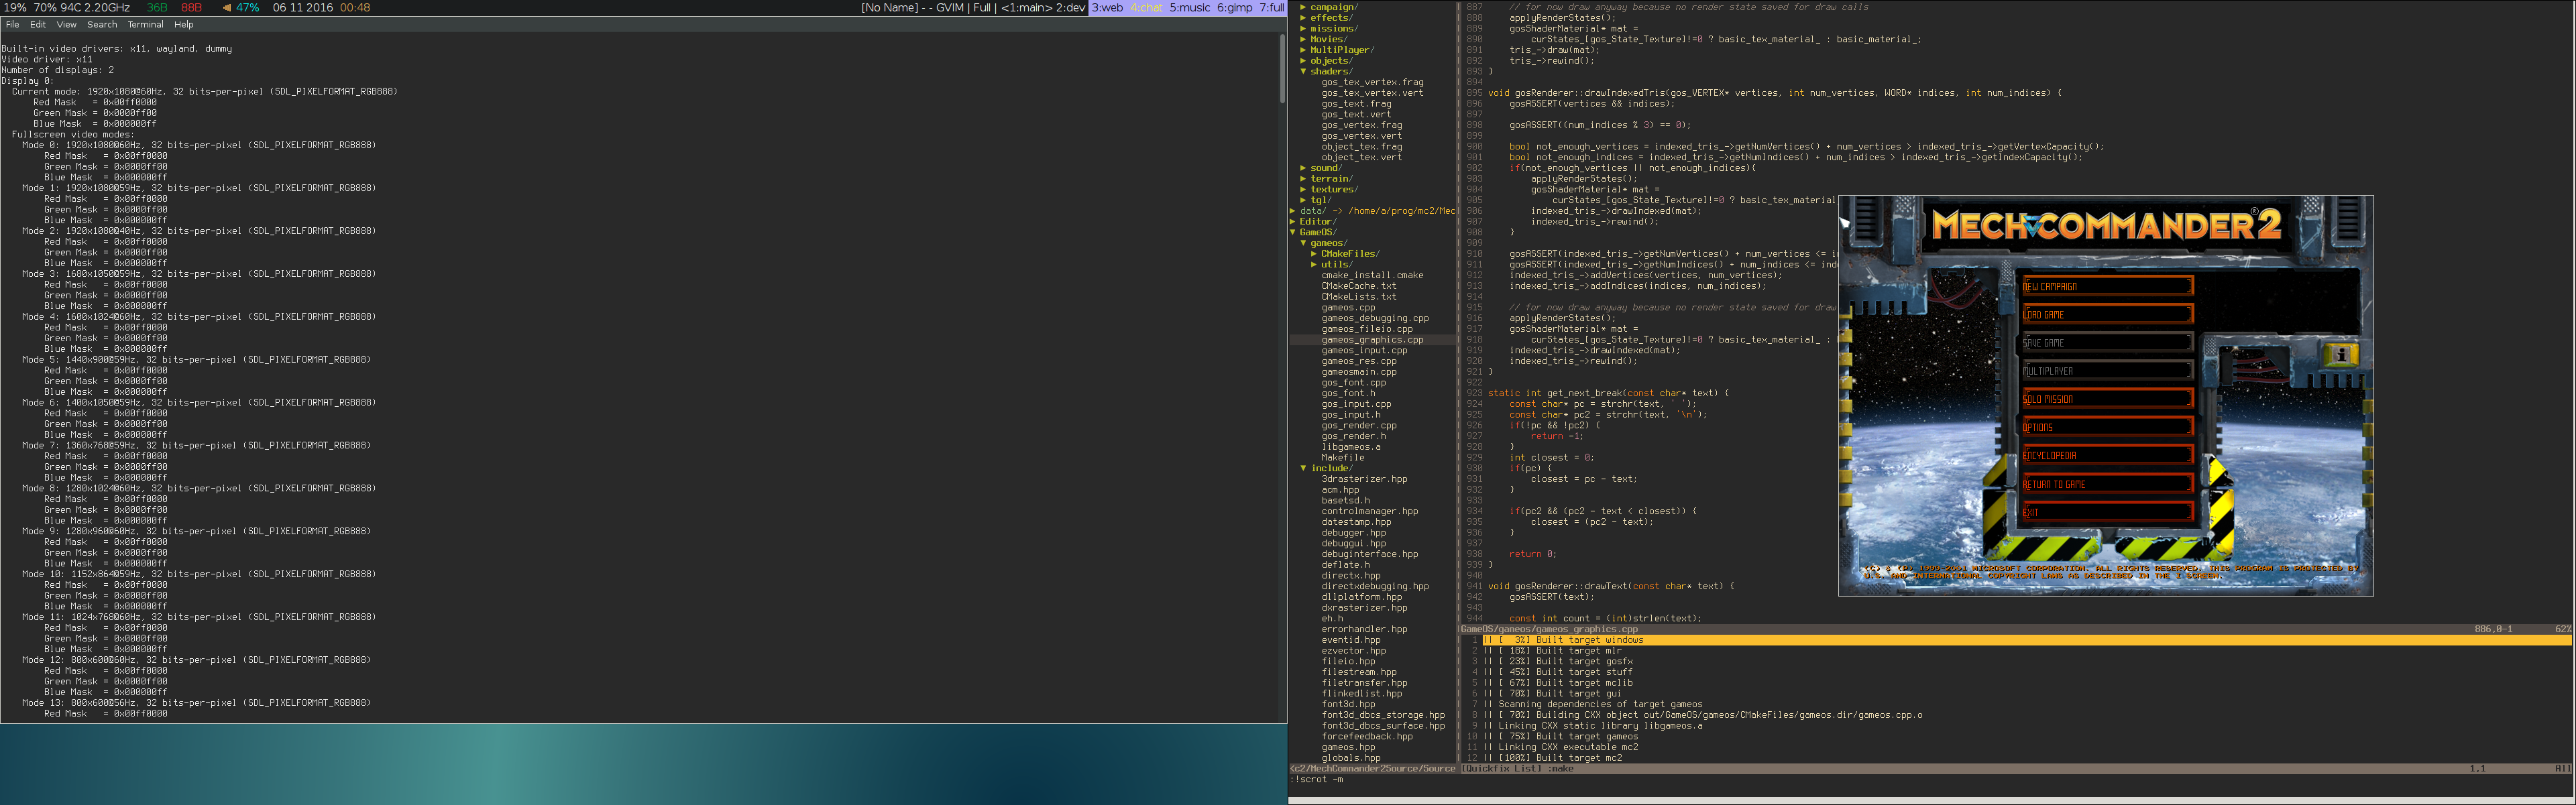 19% 70% 94C 2.20GHz 36B 88B 47% 06 11 2016 00:48 [No Name] - - GVIM | Full | <1:main> 2:dev 3:web 4:chat 5:music 6:gimp 7:full
File Edit View Search Terminal Help
Built-in video drivers: x11, wayland, dummy
Video driver: x11
Number of displays: 2
Display 0:
Current mode: 1920x1080@60Hz, 32 bits-per-pixel (SDL_PIXELFORMAT_RGB888)
Red Mask = 0x00ff0000
Green Mask = 0x0000ff00
Blue Mask = 0x000000ff
Fullscreen video modes:
Mode 0: 1920x1080@60Hz, 32 bits-per-pixel (SDL_PIXELFORMAT_RGB888)
Red Mask = 0x00ff0000
Green Mask = 0x0000ff00
Blue Mask = 0x000000ff
Mode 1: 1920x1080@59Hz, 32 bits-per-pixel (SDL_PIXELFORMAT_RGB888)
Red Mask = 0x00ff0000
Green Mask = 0x0000ff00
Blue Mask = 0x000000ff
Mode 2: 1920x1080@40Hz, 32 bits-per-pixel (SDL_PIXELFORMAT_RGB888)
Red Mask = 0x00ff0000
Green Mask = 0x0000ff00
Blue Mask = 0x000000ff
Mode 3: 1680x1050@59Hz, 32 bits-per-pixel (SDL_PIXELFORMAT_RGB888)
Red Mask = 0x00ff0000
Green Mask = 0x0000ff00
Blue Mask = 0x000000ff
Mode 4: 1600x1024@60Hz, 32 bits-per-pixel (SDL_PIXELFORMAT_RGB888)
Red Mask = 0x00ff0000
Green Mask = 0x0000ff00
Blue Mask = 0x000000ff
Mode 5: 1440x900@59Hz, 32 bits-per-pixel (SDL_PIXELFORMAT_RGB888)
Red Mask = 0x00ff0000
Green Mask = 0x0000ff00
Blue Mask = 0x000000ff
Mode 6: 1400x1050@59Hz, 32 bits-per-pixel (SDL_PIXELFORMAT_RGB888)
Red Mask = 0x00ff0000
Green Mask = 0x0000ff00
Blue Mask = 0x000000ff
Mode 7: 1360x768@59Hz, 32 bits-per-pixel (SDL_PIXELFORMAT_RGB888)
Red Mask = 0x00ff0000
Green Mask = 0x0000ff00
Blue Mask = 0x000000ff
Mode 8: 1280x1024@60Hz, 32 bits-per-pixel (SDL_PIXELFORMAT_RGB888)
Red Mask = 0x00ff0000
Green Mask = 0x0000ff00
Blue Mask = 0x000000ff
Mode 9: 1280x960@60Hz, 32 bits-per-pixel (SDL_PIXELFORMAT_RGB888)
Red Mask = 0x00ff0000
Green Mask = 0x0000ff00
Blue Mask = 0x000000ff
Mode 10: 1152x864@59Hz, 32 bits-per-pixel (SDL_PIXELFORMAT_RGB888)
Red Mask = 0x00ff0000
Green Mask = 0x0000ff00
Blue Mask = 0x000000ff
Mode 11: 1024x768@60Hz, 32 bits-per-pixel (SDL_PIXELFORMAT_RGB888)
Red Mask = 0x00ff0000
Green Mask = 0x0000ff00
Blue Mask = 0x000000ff
Mode 12: 800x600@60Hz, 32 bits-per-pixel (SDL_PIXELFORMAT_RGB888)
Red Mask = 0x00ff0000
Green Mask = 0x0000ff00
Blue Mask = 0x000000ff
Mode 13: 800x600@56Hz, 32 bits-per-pixel (SDL_PIXELFORMAT_RGB888)
Red Mask = 0x00ff0000
▶ campaign/
▶ effects/
▶ missions/
▶ Movies/
▶ MultiPlayer/
▶ objects/
▼ shaders/
gos_tex_vertex.frag
gos_tex_vertex.vert
gos_text.frag
gos_text.vert
gos_vertex.frag
gos_vertex.vert
object_tex.frag
object_tex.vert
▶ sound/
▶ terrain/
▶ textures/
▶ tgl/
▶ data/ -> /home/a/prog/mc2/Mec
▶ Editor/
▼ GameOS/
▼ gameos/
▶ CMakeFiles/
▶ utils/
cmake_install.cmake
CMakeCache.txt
CMakeLists.txt
gameos.cpp
gameos_debugging.cpp
gameos_fileio.cpp
gameos_graphics.cpp
gameos_input.cpp
gameos_res.cpp
gameosmain.cpp
gos_font.cpp
gos_font.h
gos_input.cpp
gos_input.h
gos_render.cpp
gos_render.h
libgameos.a
Makefile
▼ include/
3drasterizer.hpp
acm.hpp
basetsd.h
controlmanager.hpp
datestamp.hpp
debugger.hpp
debuggui.hpp
debuginterface.hpp
deflate.h
directx.hpp
directxdebugging.hpp
dllplatform.hpp
dxrasterizer.hpp
eh.h
errorhandler.hpp
eventid.hpp
ezvector.hpp
fileio.hpp
filestream.hpp
filetransfer.hpp
flinkedlist.hpp
font3d.hpp
font3d_dbcs_storage.hpp
font3d_dbcs_surface.hpp
forcefeedback.hpp
gameos.hpp
globals.hpp
<c2/MechCommander2Source/Source
887 // for now draw anyway because no render state saved for draw calls
888 applyRenderStates();
889 gosShaderMaterial* mat =
890 curStates_[gos_State_Texture]!=0 ? basic_tex_material_ : basic_material_;
891 tris_->draw(mat);
892 tris_->rewind();
893 }
894
895 void gosRenderer::drawIndexedTris(gos_VERTEX* vertices, int num_vertices, WORD* indices, int num_indices) {
896 gosASSERT(vertices && indices);
897
898 gosASSERT((num_indices % 3) == 0);
899
900 bool not_enough_vertices = indexed_tris_->getNumVertices() + num_vertices > indexed_tris_->getVertexCapacity();
901 bool not_enough_indices = indexed_tris_->getNumIndices() + num_indices > indexed_tris_->getIndexCapacity();
902 if(not_enough_vertices || not_enough_indices){
903 applyRenderStates();
904 gosShaderMaterial* mat =
905 curStates_[gos_State_Texture]!=0 ? basic_tex_material
906 indexed_tris_->drawIndexed(mat);
907 indexed_tris_->rewind();
908 }
909
910 gosASSERT(indexed_tris_->getNumVertices() + num_vertices <= i
911 gosASSERT(indexed_tris_->getNumIndices() + num_indices <= inde
912 indexed_tris_->addVertices(vertices, num_vertices);
913 indexed_tris_->addIndices(indices, num_indices);
914
915 // for now draw anyway because no render state saved for draw
916 applyRenderStates();
917 gosShaderMaterial* mat =
918 curStates_[gos_State_Texture]!=0 ? basic_tex_material_ :
919 indexed_tris_->drawIndexed(mat);
920 indexed_tris_->rewind();
921 }
922
923 static int get_next_break(const char* text) {
924 const char* pc = strchr(text, ' ');
925 const char* pc2 = strchr(text, '\n');
926 if(!pc && !pc2) {
927 return -1;
928 }
929 int closest = 0;
930 if(pc) {
931 closest = pc - text;
932 }
933
934 if(pc2 && (pc2 - text < closest)) {
935 closest = (pc2 - text);
936 }
937
938 return 0;
939 }
940
941 void gosRenderer::drawText(const char* text) {
942 gosASSERT(text);
943
944 const int count = (int)strlen(text);
GameOS/gameos/gameos_graphics.cpp 886,0-1 62%
1 || [ 3%] Built target windows
2 || [ 18%] Built target mlr
3 || [ 23%] Built target gosfx
4 || [ 45%] Built target stuff
5 || [ 67%] Built target mclib
6 || [ 70%] Built target gui
7 || Scanning dependencies of target gameos
8 || [ 70%] Building CXX object out/GameOS/gameos/CMakeFiles/gameos.dir/gameos.cpp.o
9 || Linking CXX static library libgameos.a
10 || [ 75%] Built target gameos
11 || Linking CXX executable mc2
12 || [100%] Built target mc2
[Quickfix List] :make 1,1 All
:!scrot -m
MECHCOMMANDER®2
NEW CAMPAIGN
LOAD GAME
SAVE GAME
MULTIPLAYER
SOLO MISSION
OPTIONS
ENCYCLOPEDIA
RETURN TO GAME
EXIT
(C) & (P) 1999-2001 MICROSOFT CORPORATION. ALL RIGHTS RESERVED. THIS PROGRAM IS PROTECTED BY
U.S. AND INTERNATIONAL COPYRIGHT LAWS AS DESCRIBED IN THE I SCREEN.